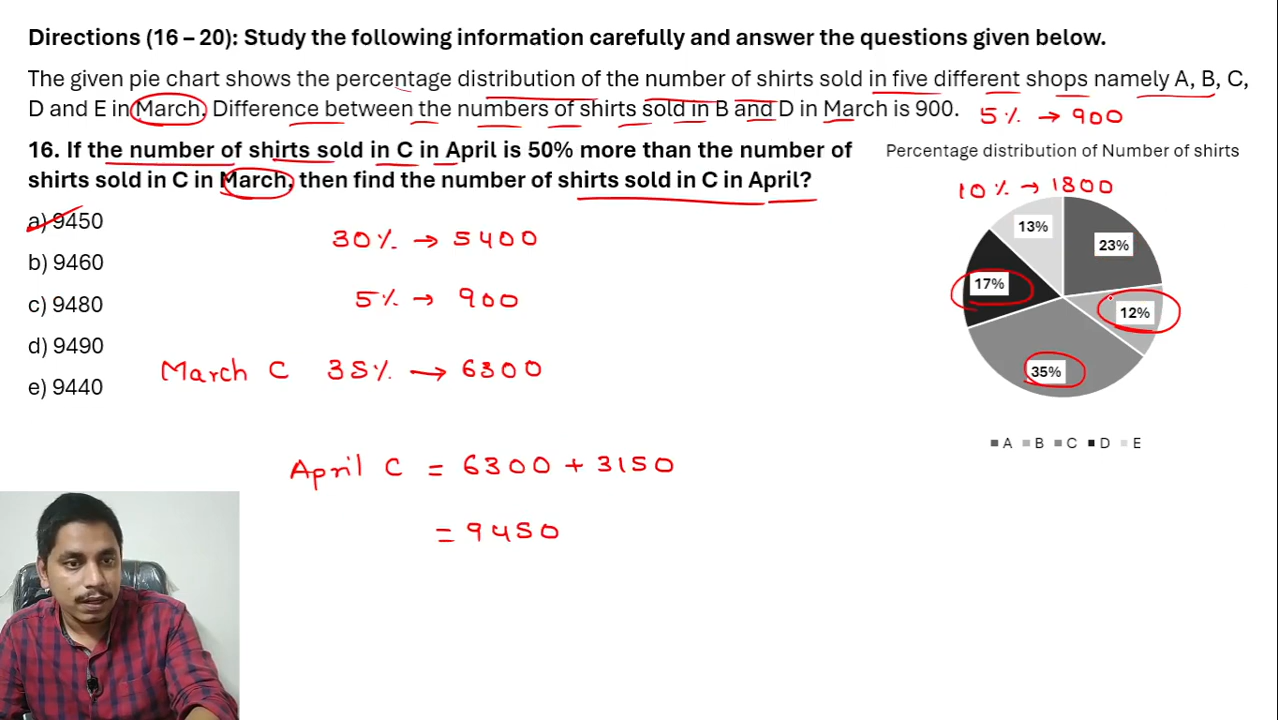 Directions (16 – 20): Study the following information carefully and answer the questions given below.
The given pie chart shows the percentage distribution of the number of shirts sold in five different shops namely A, B, C,
D and E in March. Difference between the numbers of shirts sold in B and D in March is 900.
5% → 900
16. If the number of shirts sold in C in April is 50% more than the number of
shirts sold in C in March, then find the number of shirts sold in C in April?
Percentage distribution of Number of shirts
10% → 1800
a) 9450
b) 9460
c) 9480
d) 9490
e) 9440
30% → 5400
5% → 900
March C 35% → 6300
April C = 6300 + 3150
= 9450
13%
23%
17%
12%
35%
A B C D E